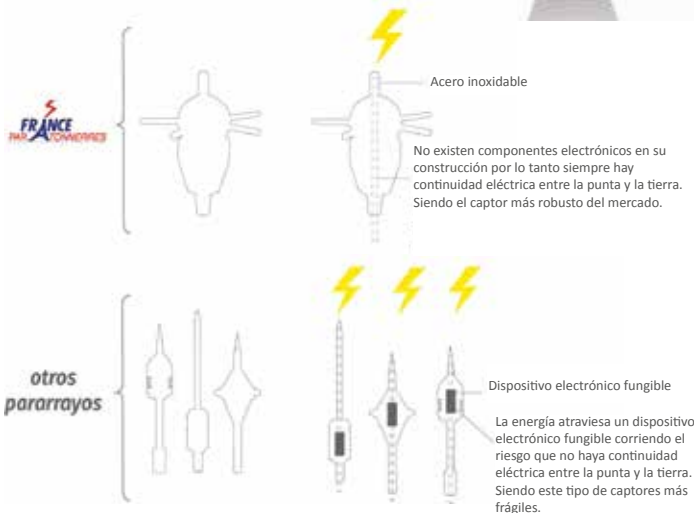 Acero inoxidable
FRANCE
PARATONNERRES
No existen componentes electrónicos en su
construcción por lo tanto siempre hay
continuidad eléctrica entre la punta y la tierra.
Siendo el captor más robusto del mercado.
otros
pararrayos
Dispositivo electrónico fungible
La energía atraviesa un dispositivo
electrónico fungible corriendo el
riesgo que no haya continuidad
eléctrica entre la punta y la tierra.
Siendo este tipo de captores más
frágiles.